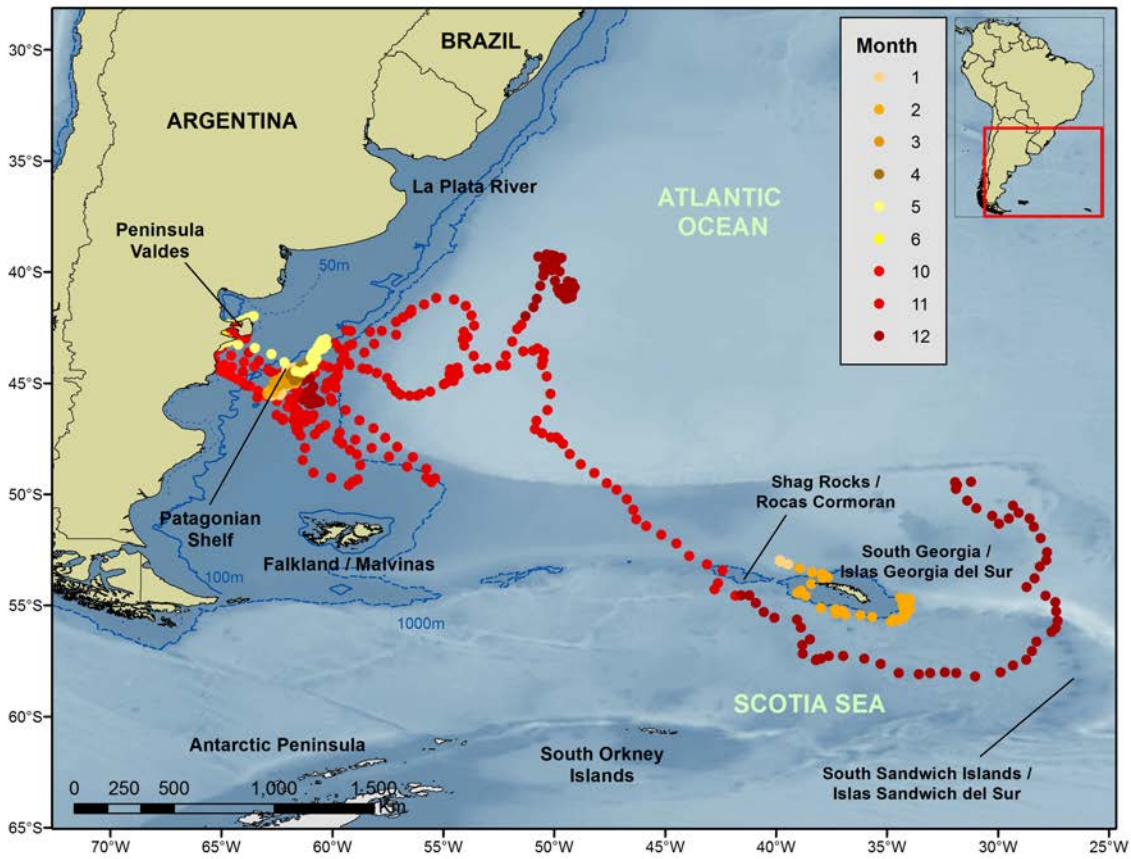 30°S
35°S
40°S
45°S
50°S
55°S
60°S
65°S
BRAZIL
ARGENTINA
La Plata River
Peninsula
Valdes
50m
ATLANTIC
OCEAN
Month
1
2
3
4
5
6
10
11
12
Patagonian
Shelf
Falkland / Malvinas
100m
1000m
Shag Rocks /
Rocas Cormoran
South Georgia /
Islas Georgia del Sur
SCOTIA SEA
Antarctic Peninsula
South Orkney
Islands
South Sandwich Islands /
Islas Sandwich del Sur
0 250 500 1,000 1,500
Km
70°W 65°W 60°W 55°W 50°W 45°W 40°W 35°W 30°W 25°W